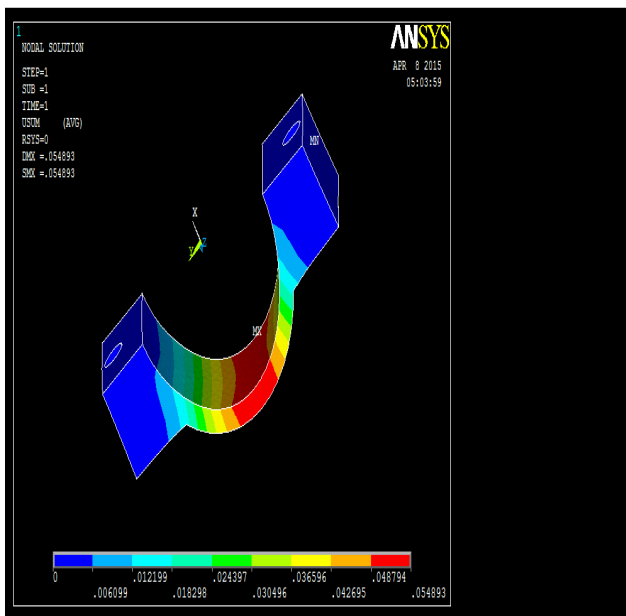 1
NODAL SOLUTION
ANSYS
APR 8 2015
05:03:59
STEP=1
SUB =1
TIME=1
USUM (AVG)
RSYS=0
DMX =.054893
SMX =.054893
MN
X
Y
Z
MX
0 .012199 .024397 .036596 .048794
.006099 .018298 .030496 .042695 .054893